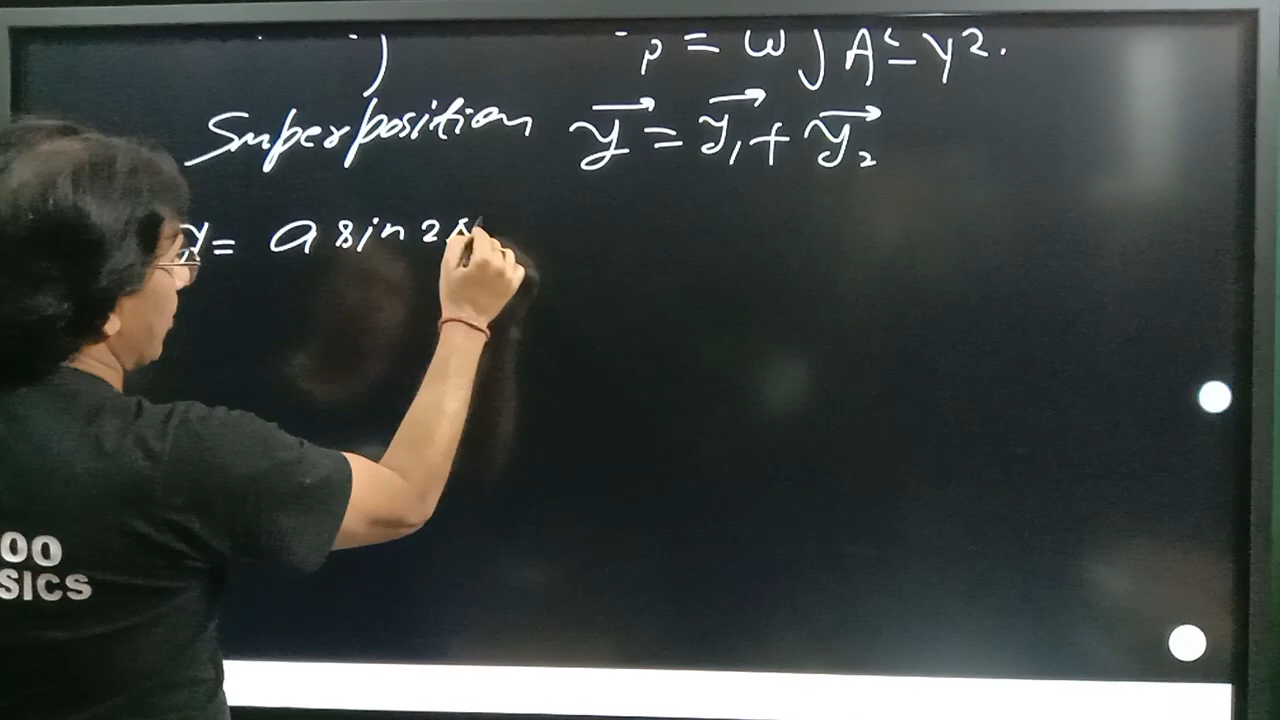 p = ω√A²-y².
Superposition y⃗ = y⃗₁ + y⃗₂
y = a sin 2
OO
SICS